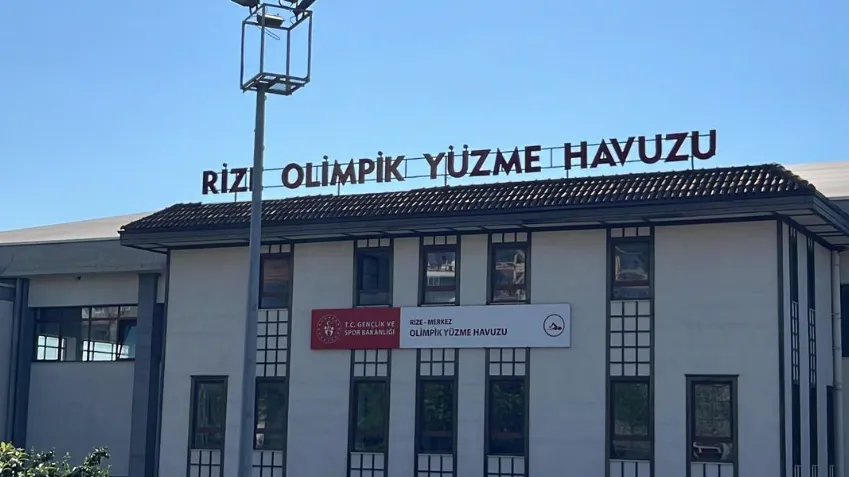 RİZE OLİMPİK YÜZME HAVUZU
T.C. GENÇLİK VE
SPOR BAKANLIĞI
RİZE - MERKEZ
OLİMPİK YÜZME HAVUZU